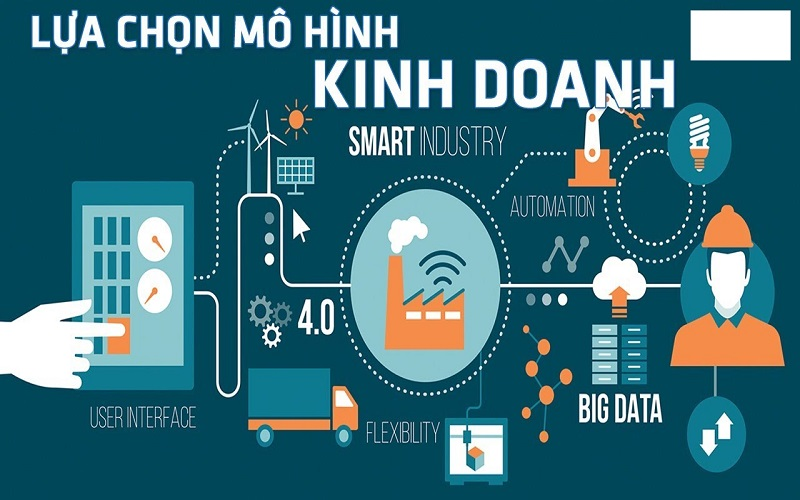 LỰA CHỌN MÔ HÌNH
KINH DOANH
SMART INDUSTRY
AUTOMATION
4.0
USER INTERFACE
FLEXIBILITY
BIG DATA